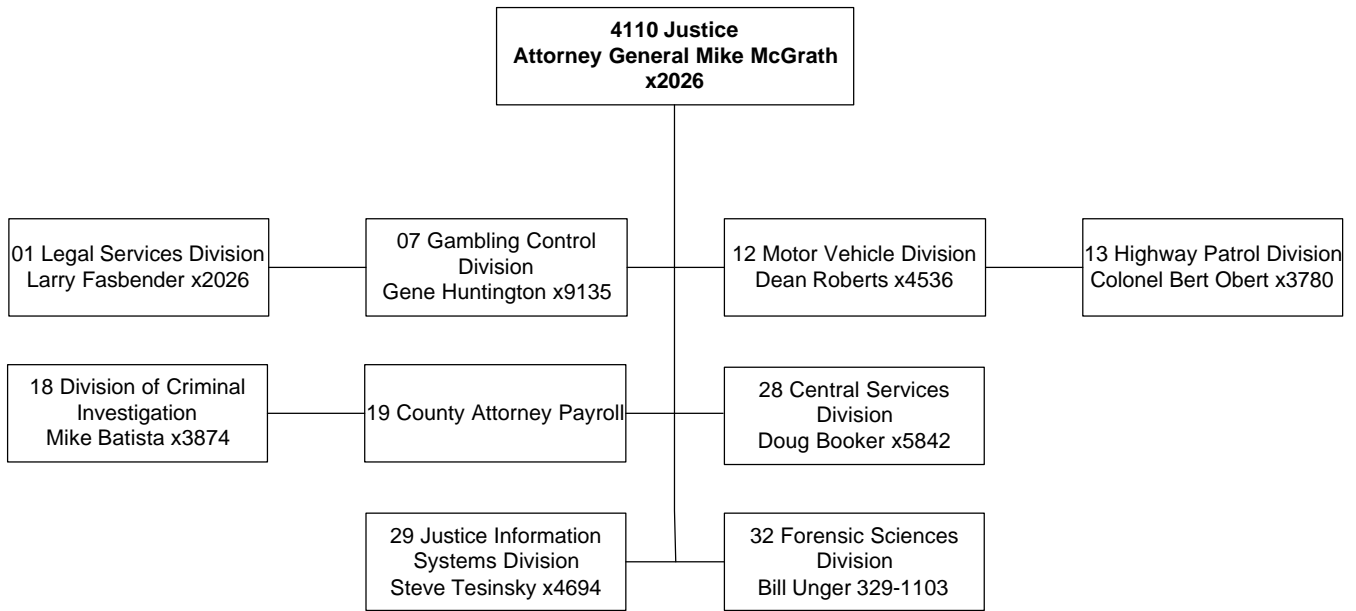 4110 Justice
Attorney General Mike McGrath
x2026
01 Legal Services Division
Larry Fasbender x2026
07 Gambling Control
Division
Gene Huntington x9135
12 Motor Vehicle Division
Dean Roberts x4536
13 Highway Patrol Division
Colonel Bert Obert x3780
18 Division of Criminal
Investigation
Mike Batista x3874
19 County Attorney Payroll
28 Central Services
Division
Doug Booker x5842
29 Justice Information
Systems Division
Steve Tesinsky x4694
32 Forensic Sciences
Division
Bill Unger 329-1103